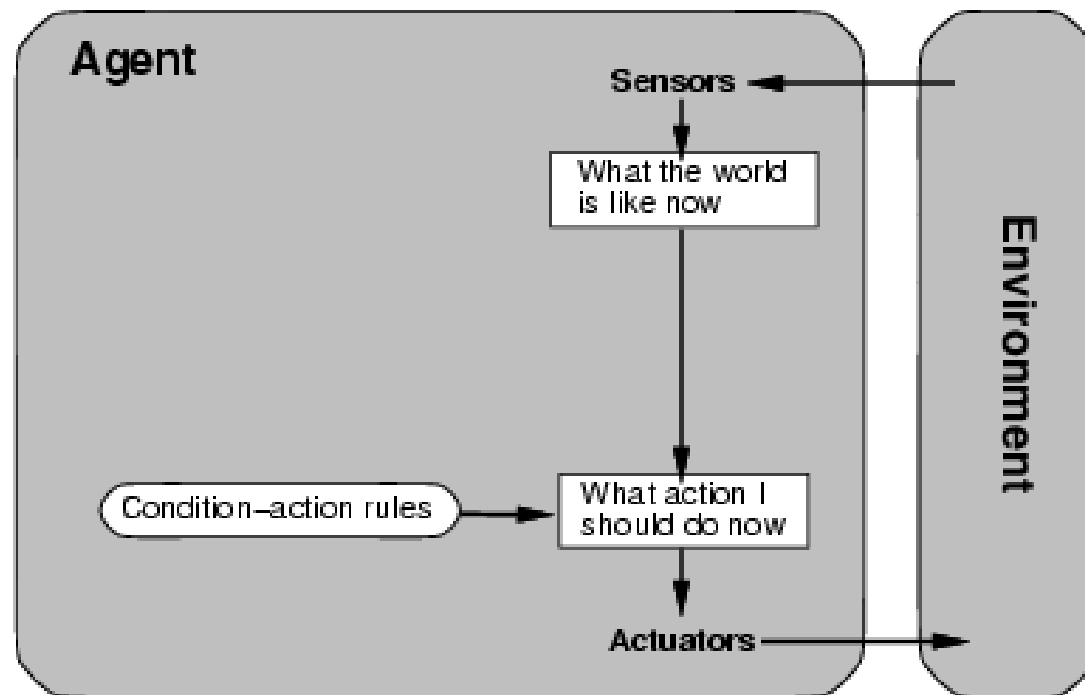 Agent
Sensors
What the world
is like now
Environment
Condition–action rules
What action I
should do now
Actuators